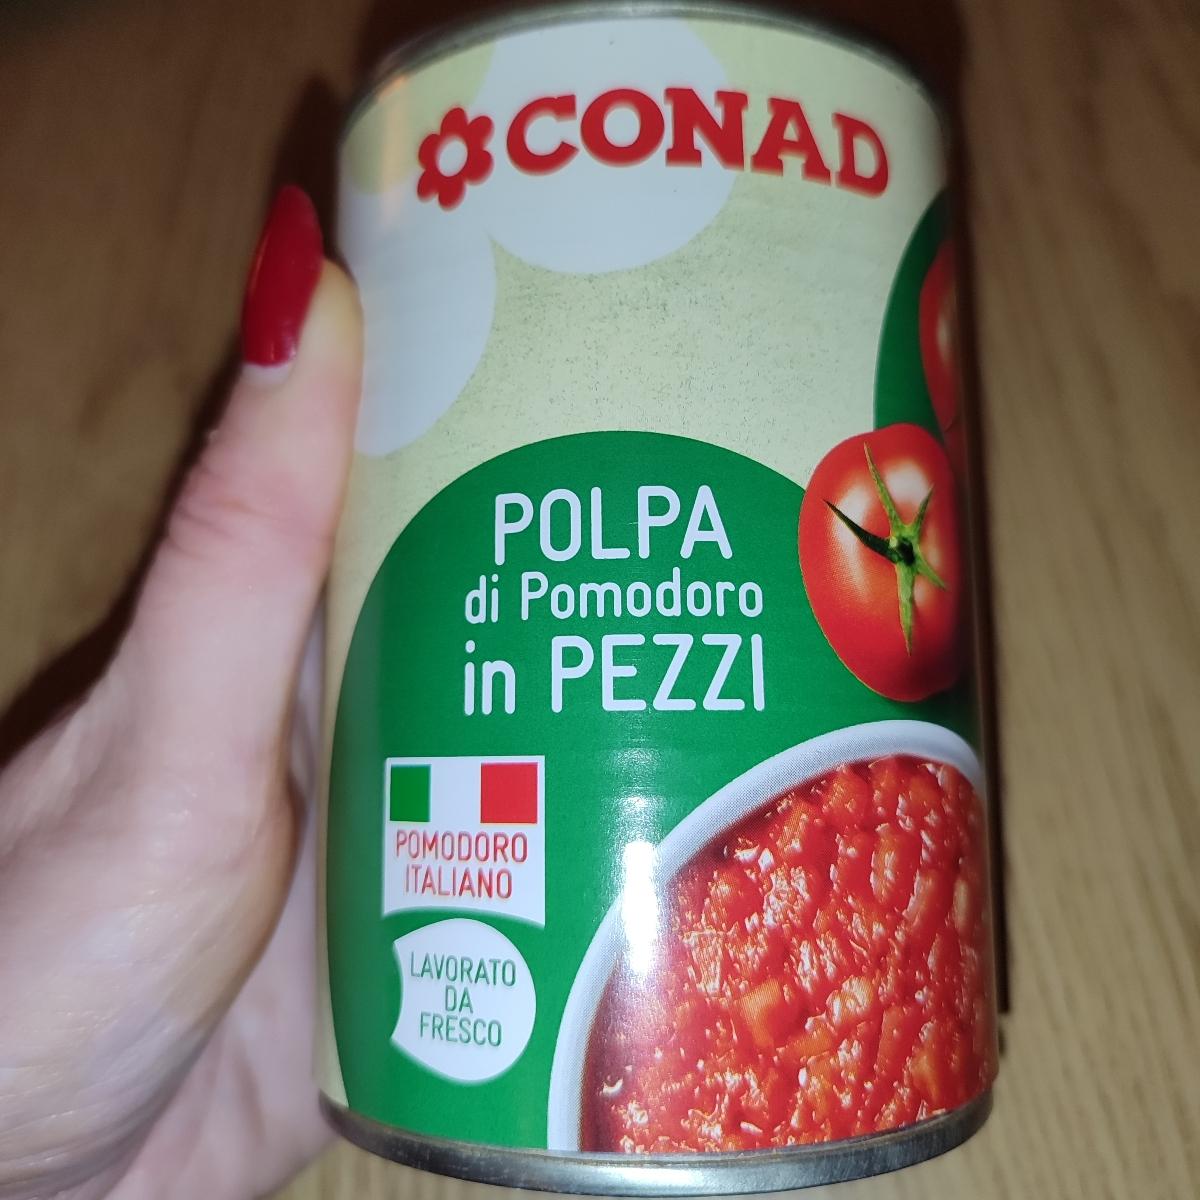 CONAD
POLPA
di Pomodoro
in PEZZI
POMODORO
ITALIANO
LAVORATO
DA
FRESCO